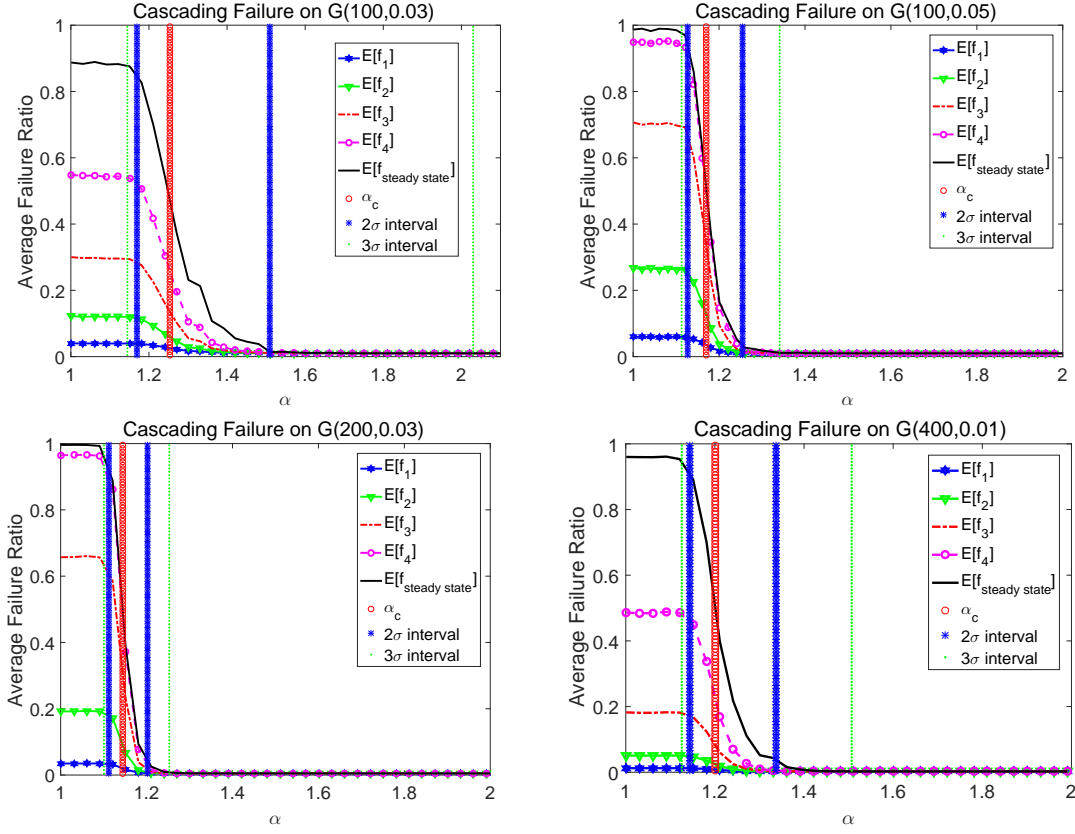 Cascading Failure on G(100,0.03)
Average Failure Ratio
1
0.8
0.6
0.4
0.2
0
1
1.2
1.4
1.6
1.8
2
α
E[f1]
E[f2]
E[f3]
E[f4]
E[fsteady state]
αc
2σ interval
3σ interval
Cascading Failure on G(100,0.05)
Average Failure Ratio
1
0.8
0.6
0.4
0.2
0
1
1.2
1.4
1.6
1.8
2
α
E[f1]
E[f2]
E[f3]
E[f4]
E[fsteady state]
αc
2σ interval
3σ interval
Cascading Failure on G(200,0.03)
Average Failure Ratio
1
0.8
0.6
0.4
0.2
0
1
1.2
1.4
1.6
1.8
2
α
E[f1]
E[f2]
E[f3]
E[f4]
E[fsteady state]
αc
2σ interval
3σ interval
Cascading Failure on G(400,0.01)
Average Failure Ratio
1
0.8
0.6
0.4
0.2
0
1
1.2
1.4
1.6
1.8
2
α
E[f1]
E[f2]
E[f3]
E[f4]
E[fsteady state]
αc
2σ interval
3σ interval